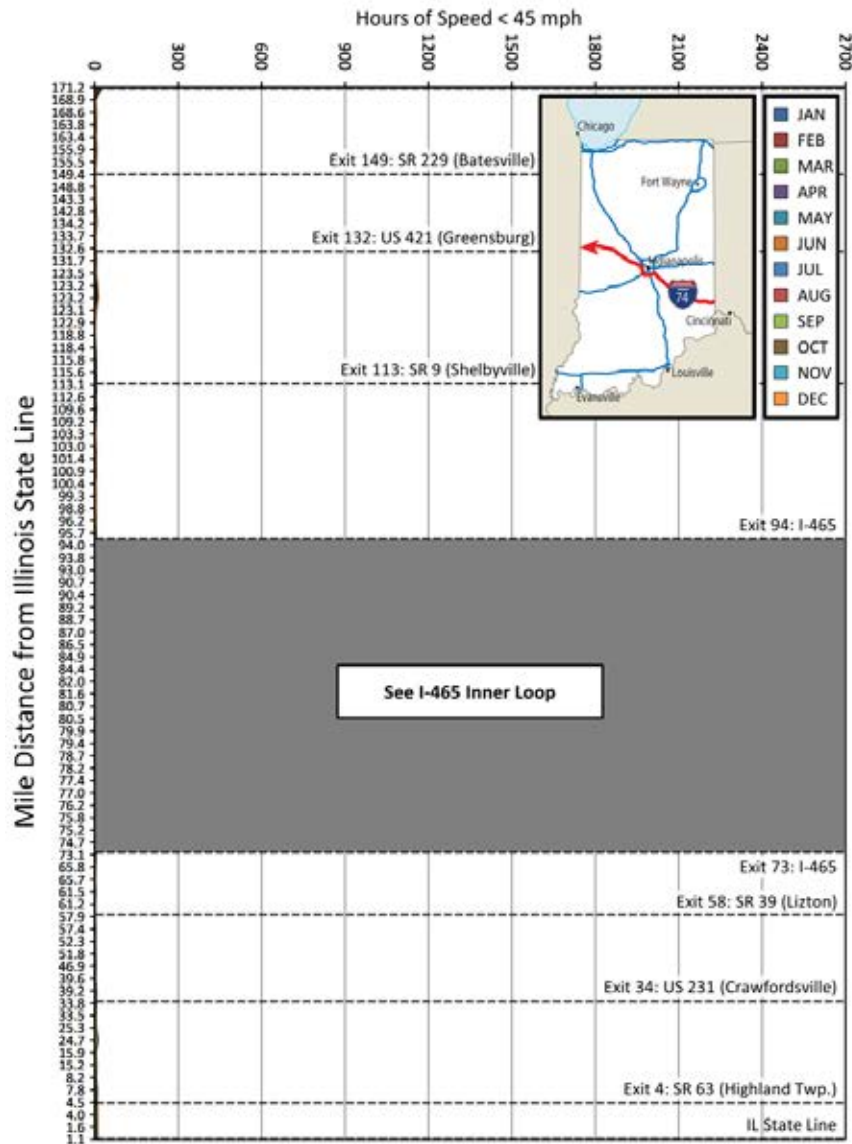 Hours of Speed < 45 mph
0 300 600 900 1200 1500 1800 2100 2400 2700
Mile Distance from Illinois State Line
171.2
168.9
168.6
163.8
163.4
155.9
155.5
149.4
148.8
143.3
142.8
134.2
133.7
132.6
131.7
123.5
123.2
123.2
123.1
122.9
118.8
118.4
115.8
115.6
113.1
112.6
109.6
109.2
103.3
103.0
101.4
100.9
100.4
99.3
98.8
96.2
95.7
94.0
93.8
93.0
90.7
90.4
89.2
88.7
87.0
86.5
84.9
84.4
82.0
81.6
80.7
80.5
79.9
79.4
78.7
78.2
77.4
77.0
76.2
75.8
75.2
74.7
73.1
65.8
65.7
61.5
61.2
57.9
57.4
52.3
51.8
46.9
39.6
39.2
33.8
33.5
25.3
24.7
15.9
15.2
8.2
7.8
4.5
4.0
1.6
1.1
Exit 149: SR 229 (Batesville)
Exit 132: US 421 (Greensburg)
Exit 113: SR 9 (Shelbyville)
Exit 94: I-465
See I-465 Inner Loop
Exit 73: I-465
Exit 58: SR 39 (Lizton)
Exit 34: US 231 (Crawfordsville)
Exit 4: SR 63 (Highland Twp.)
IL State Line
Chicago
Fort Wayne
Indianapolis
74
Cincinnati
Louisville
Evansville
JAN
FEB
MAR
APR
MAY
JUN
JUL
AUG
SEP
OCT
NOV
DEC